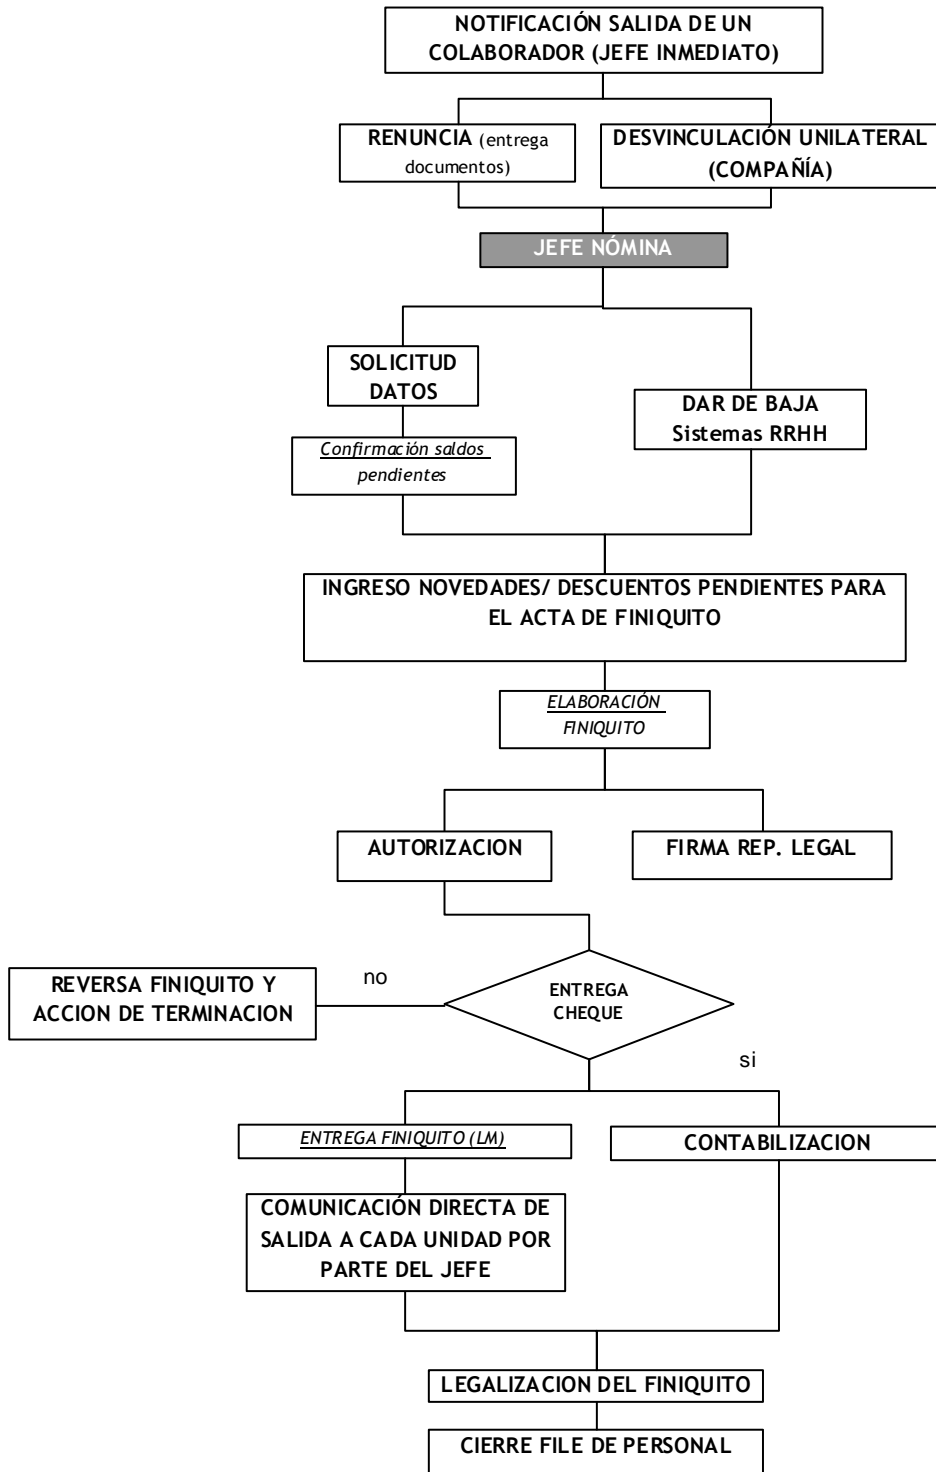 NOTIFICACIÓN SALIDA DE UN
COLABORADOR (JEFE INMEDIATO)
RENUNCIA (entrega
documentos)
DESVINCULACIÓN UNILATERAL
(COMPAÑÍA)
JEFE NÓMINA
SOLICITUD
DATOS
Confirmación saldos
pendientes
DAR DE BAJA
Sistemas RRHH
INGRESO NOVEDADES/ DESCUENTOS PENDIENTES PARA
EL ACTA DE FINIQUITO
ELABORACIÓN
FINIQUITO
AUTORIZACION
FIRMA REP. LEGAL
ENTREGA
CHEQUE
no
REVERSA FINIQUITO Y
ACCION DE TERMINACION
si
ENTREGA FINIQUITO (LM)
COMUNICACIÓN DIRECTA DE
SALIDA A CADA UNIDAD POR
PARTE DEL JEFE
CONTABILIZACION
LEGALIZACION DEL FINIQUITO
CIERRE FILE DE PERSONAL